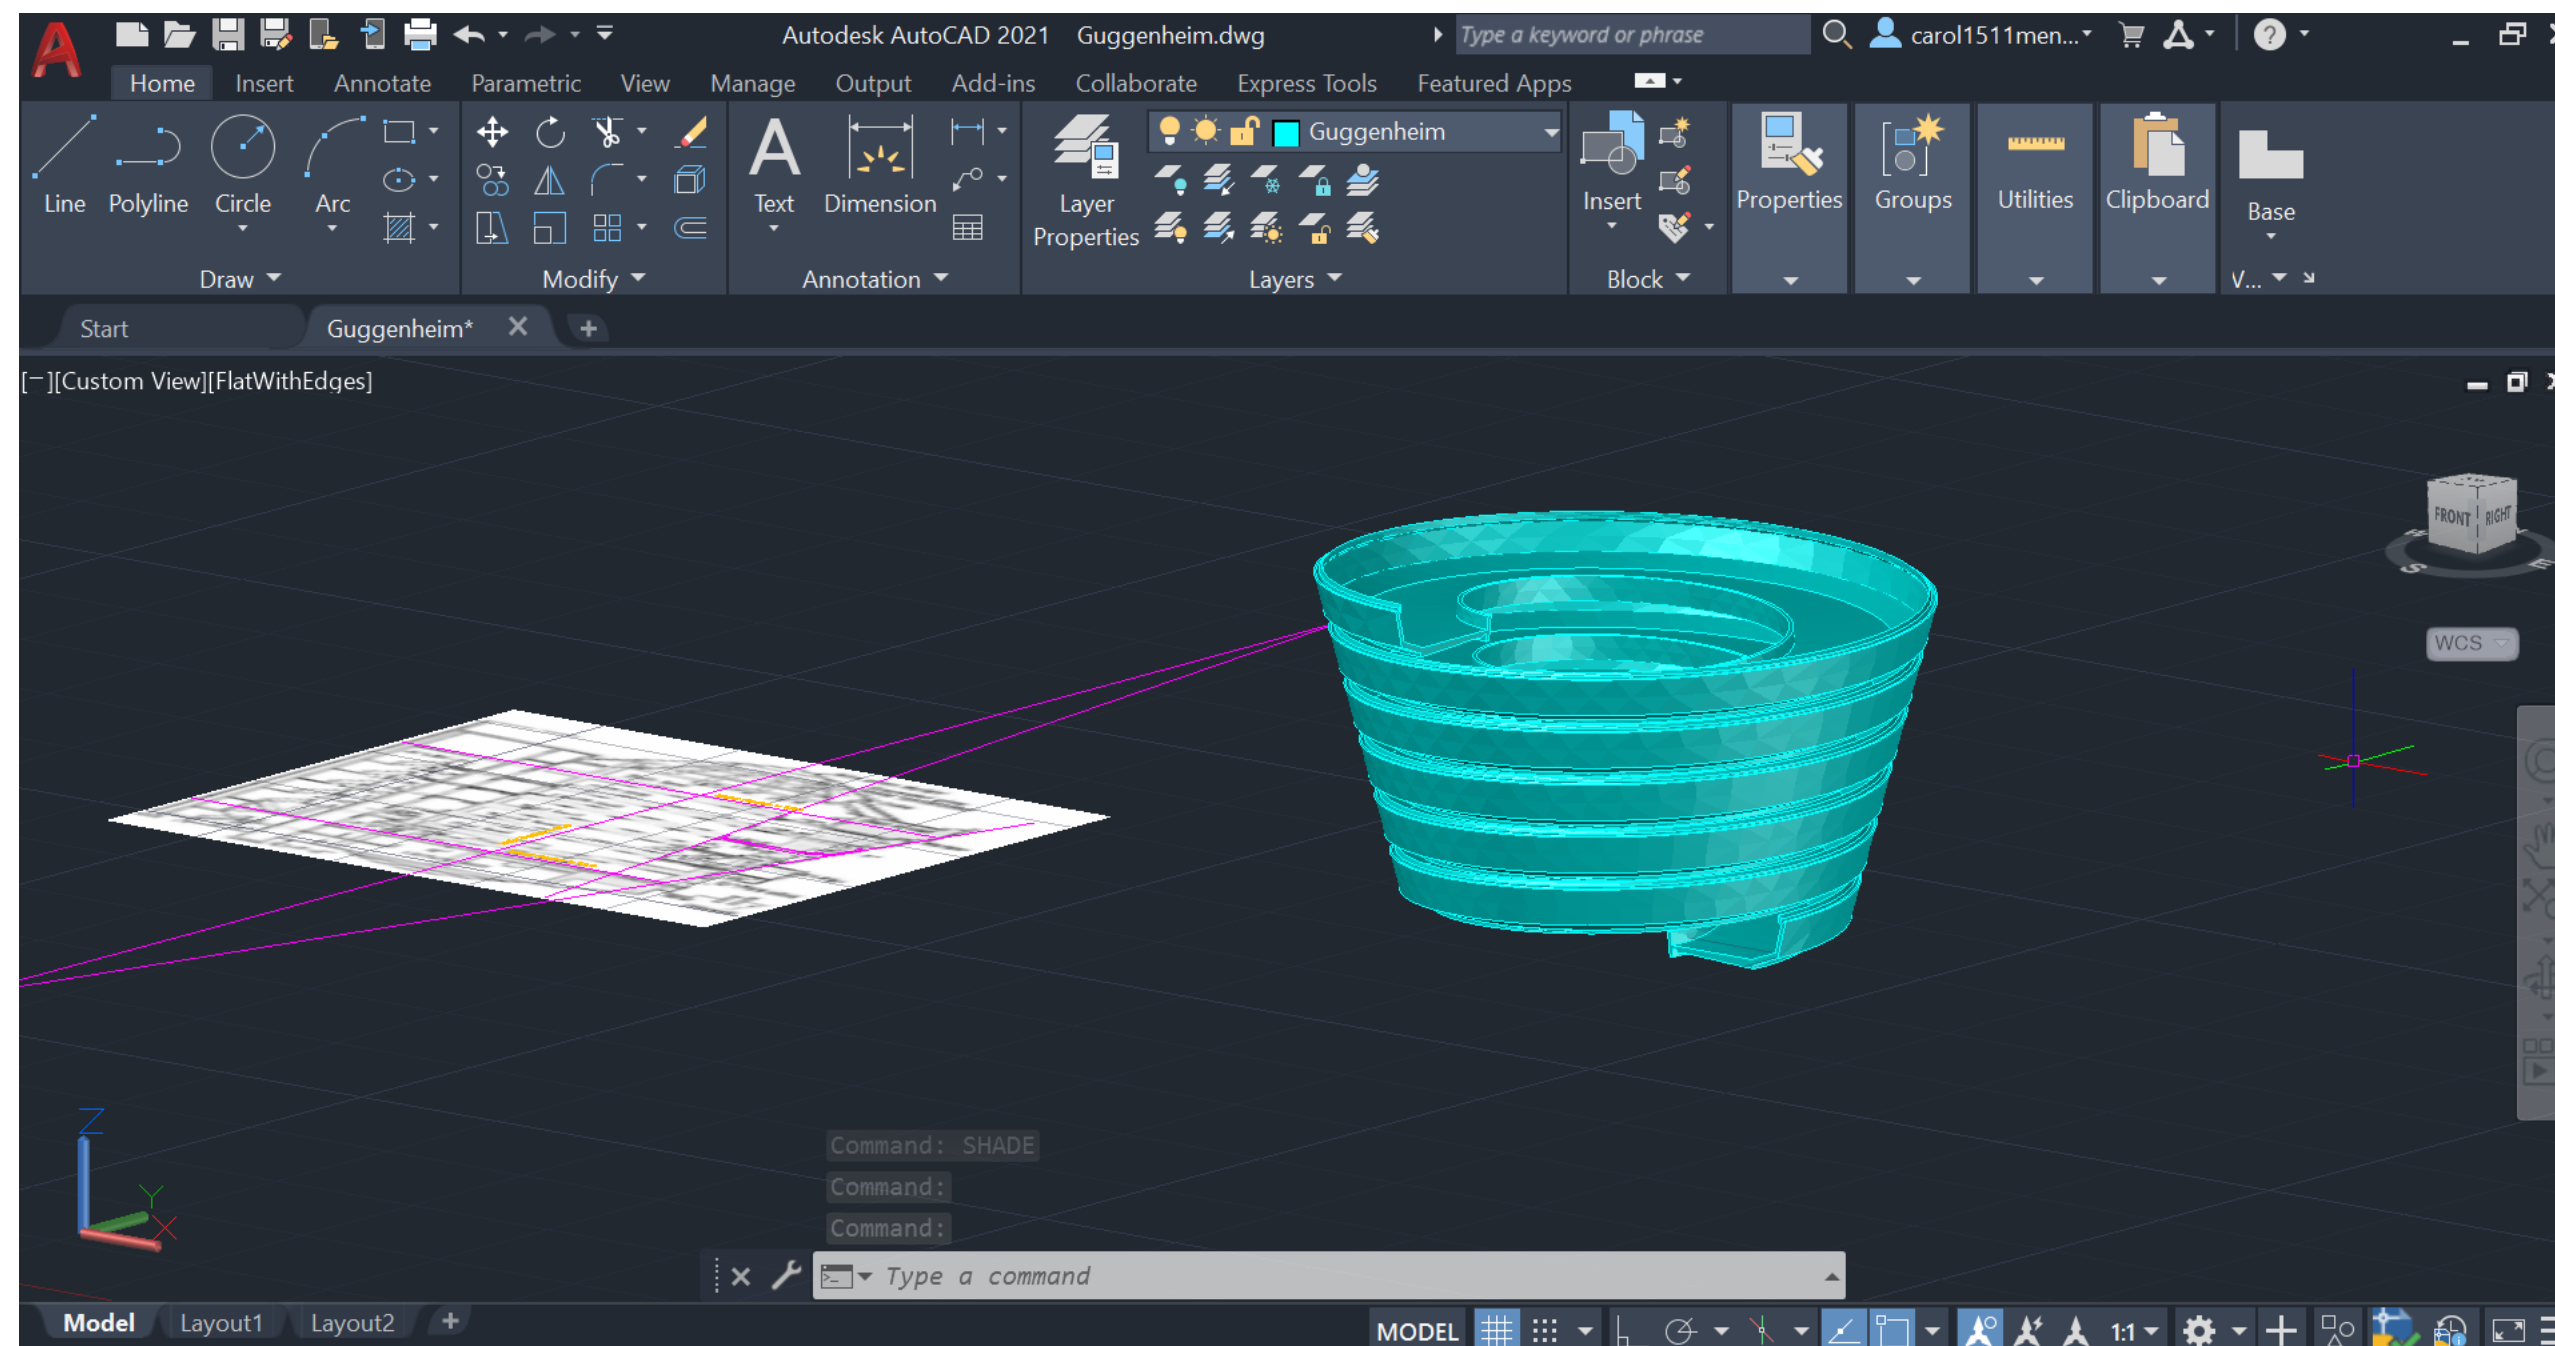 Autodesk AutoCAD 2021 Guggenheim.dwg Type a keyword or phrase carol1511men...
Home Insert Annotate Parametric View Manage Output Add-ins Collaborate Express Tools Featured Apps
Guggenheim
Line Polyline Circle Arc Text Dimension Layer Properties Insert Properties Groups Utilities Clipboard Base
Draw Modify Annotation Layers Block V...
Start Guggenheim*
[−][Custom View][FlatWithEdges]
FRONT RIGHT
S E
WCS
Z
Y
X
Command: SHADE
Command:
Command:
Type a command
Model Layout1 Layout2 MODEL 1:1